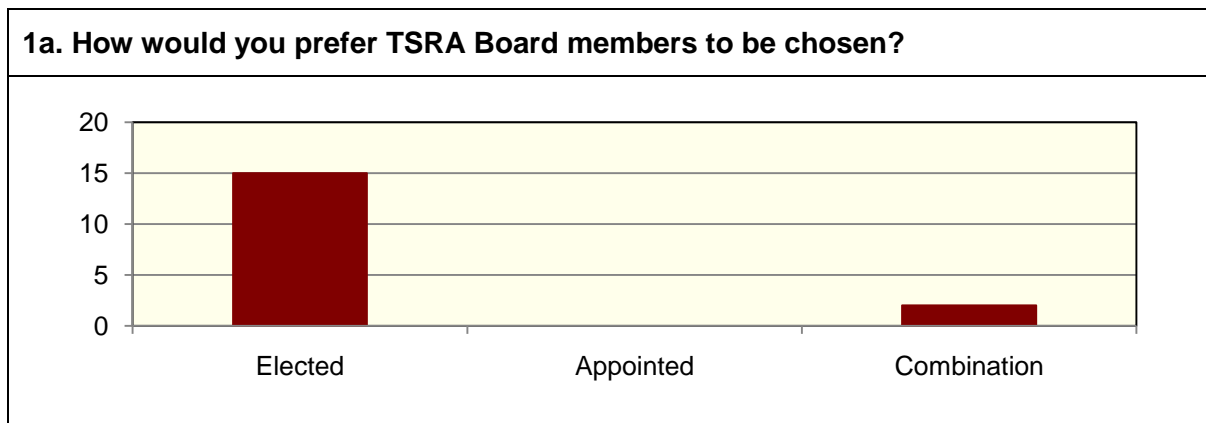 1a. How would you prefer TSRA Board members to be chosen?
20
15
10
5
0
Elected Appointed Combination